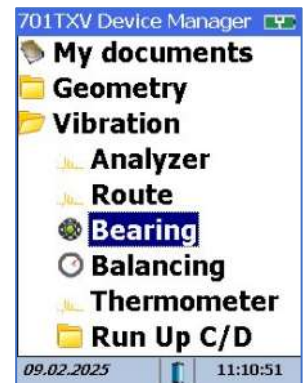 701TXV Device Manager
My documents
Geometry
Vibration
Analyzer
Route
Bearing
Balancing
Thermometer
Run Up C/D
09.02.2025 11:10:51